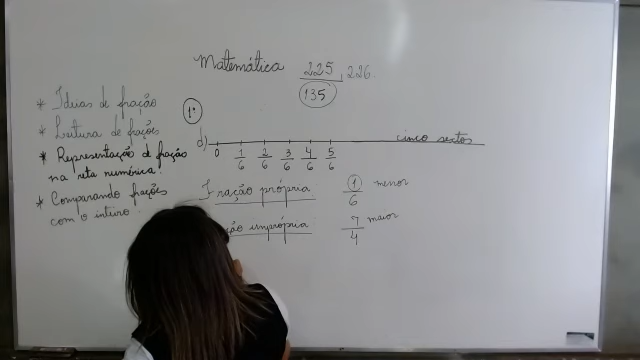 Matemática 225, 226.
135
* Ideias de fração
* Leitura de frações
* Representação de fração
na reta numérica.
* Comparando frações
com o inteiro
1º
d) cinco sextos
0 1/6 2/6 3/6 4/6 5/6
Fração própria 1/6 menor
ção imprópria 7/4 maior